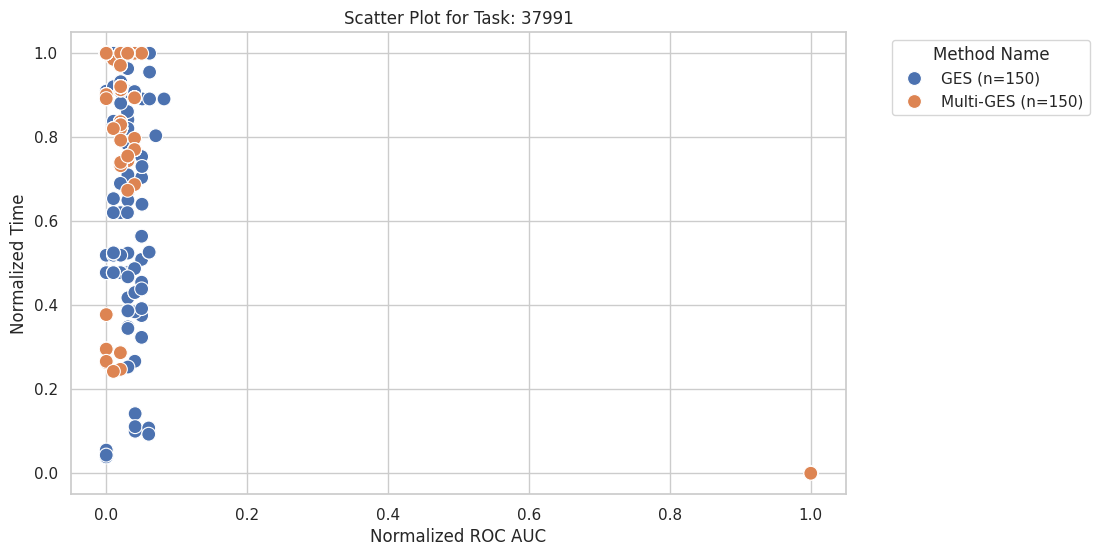 Scatter Plot for Task: 37991
Method Name
GES (n=150)
Multi-GES (n=150)
Normalized Time
1.0
0.8
0.6
0.4
0.2
0.0
0.0 0.2 0.4 0.6 0.8 1.0
Normalized ROC AUC